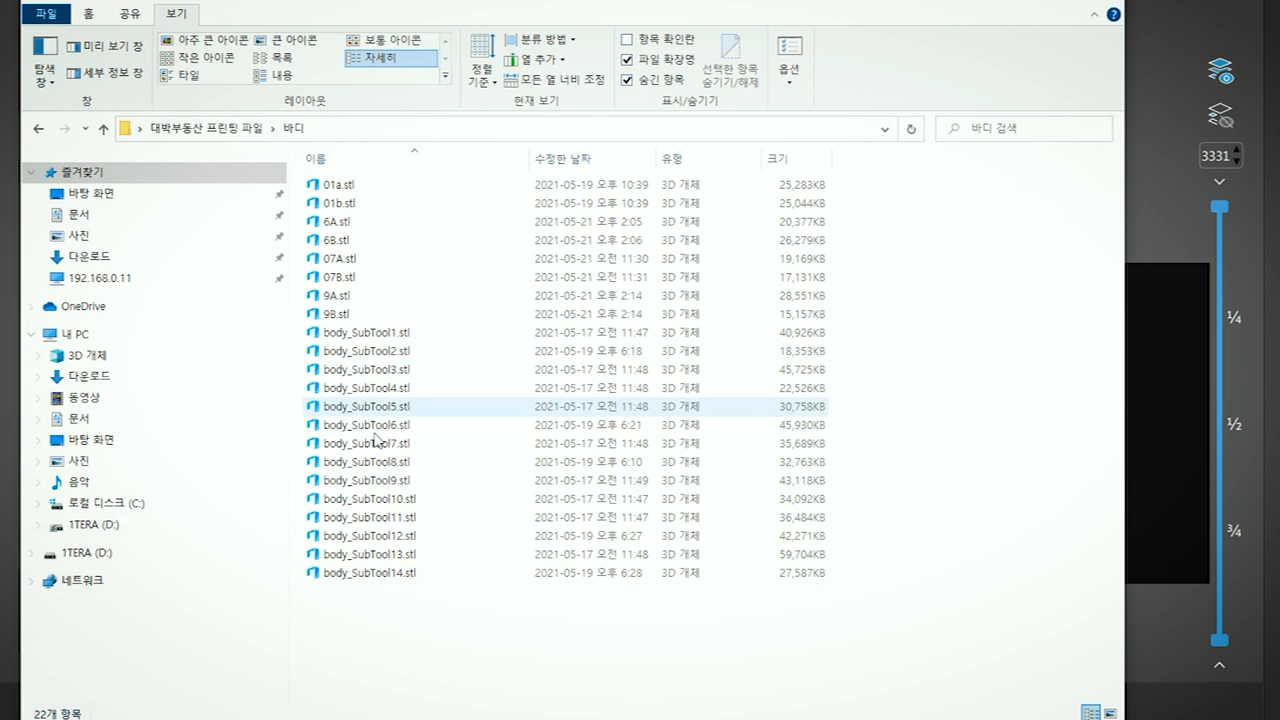 파일 홈 공유 보기
탐색 창
미리 보기 창
세부 정보 창
창
아주 큰 아이콘 큰 아이콘 보통 아이콘
작은 아이콘 목록 자세히
타일 내용
레이아웃
정렬 기준
분류 방법
열 추가
모든 열 너비 조정
현재 보기
항목 확인란
파일 확장명
숨긴 항목
선택한 항목 숨기기/해제
표시/숨기기
옵션
대박부동산 프린팅 파일 › 바디
바디 검색
3331
¼
½
¾
즐겨찾기
바탕 화면
문서
사진
다운로드
192.168.0.11
OneDrive
내 PC
3D 개체
다운로드
동영상
문서
바탕 화면
사진
음악
로컬 디스크 (C:)
1TERA (D:)
1TERA (D:)
네트워크
이름 수정한 날짜 유형 크기
01a.stl 2021-05-19 오후 10:39 3D 개체 25,283KB
01b.stl 2021-05-19 오후 10:39 3D 개체 25,044KB
6A.stl 2021-05-21 오후 2:05 3D 개체 20,377KB
6B.stl 2021-05-21 오후 2:06 3D 개체 26,279KB
07A.stl 2021-05-21 오전 11:30 3D 개체 19,169KB
07B.stl 2021-05-21 오전 11:31 3D 개체 17,131KB
9A.stl 2021-05-21 오후 2:14 3D 개체 28,551KB
9B.stl 2021-05-21 오후 2:14 3D 개체 15,157KB
body_SubTool1.stl 2021-05-17 오전 11:47 3D 개체 40,926KB
body_SubTool2.stl 2021-05-19 오후 6:18 3D 개체 18,353KB
body_SubTool3.stl 2021-05-17 오전 11:48 3D 개체 45,725KB
body_SubTool4.stl 2021-05-17 오전 11:48 3D 개체 22,526KB
body_SubTool5.stl 2021-05-17 오전 11:48 3D 개체 30,758KB
body_SubTool6.stl 2021-05-19 오후 6:21 3D 개체 45,930KB
body_SubTool7.stl 2021-05-17 오전 11:48 3D 개체 35,689KB
body_SubTool8.stl 2021-05-19 오후 6:10 3D 개체 32,763KB
body_SubTool9.stl 2021-05-17 오전 11:49 3D 개체 43,118KB
body_SubTool10.stl 2021-05-17 오전 11:47 3D 개체 34,092KB
body_SubTool11.stl 2021-05-17 오전 11:47 3D 개체 36,484KB
body_SubTool12.stl 2021-05-19 오후 6:27 3D 개체 42,271KB
body_SubTool13.stl 2021-05-17 오전 11:48 3D 개체 59,704KB
body_SubTool14.stl 2021-05-19 오후 6:28 3D 개체 27,587KB
22개 항목